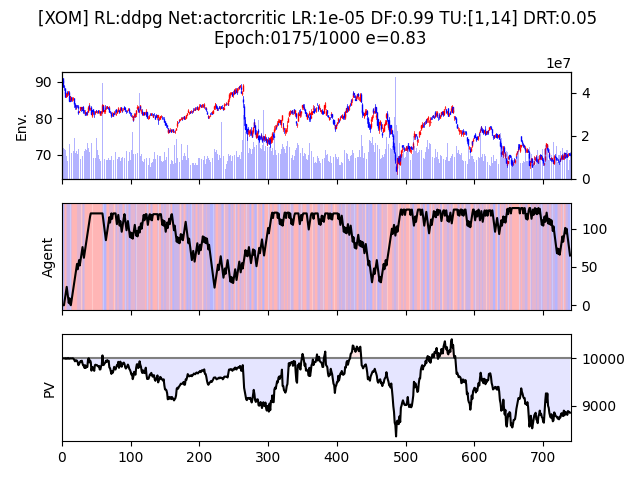 [XOM] RL:ddpg Net:actorcritic LR:1e-05 DF:0.99 TU:[1,14] DRT:0.05
Epoch:0175/1000 e=0.83
1e7
90
80
70
Env.
4
2
0
Agent
100
50
0
PV
10000
9000
0 100 200 300 400 500 600 700